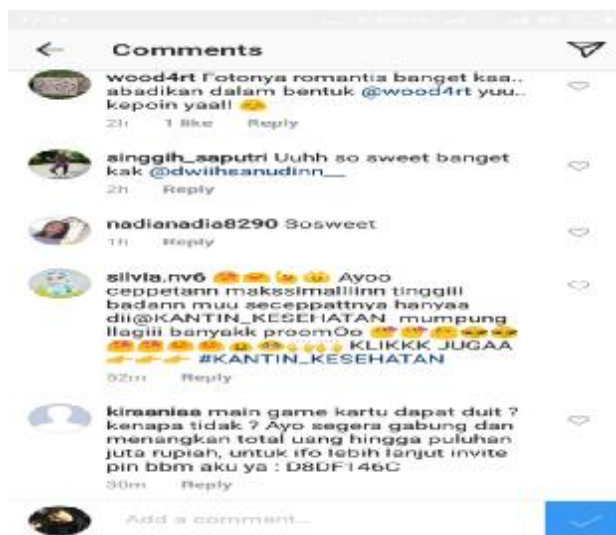 Comments
wood4rt Fotonya romantis banget kaa..
abadikan dalam bentuk @wood4rt yuu..
kepoin yaa!!
2h 1 like Reply
singgih_saputri Uuhh so sweet banget
kak @dwiihsanudinn__
2h Reply
nadianadia8290 Sosweet
1h Reply
silvia.nv6 Ayoo
ceppetann makssimalliinn tinggiii
badann muu seceppattnya hanyaa
dii@KANTIN_KESEHATAN mumpung
llagiii banyakk proomOo
KLIKKK JUGAA
#KANTIN_KESEHATAN
52m Reply
kiraaniaa main game kartu dapat duit ?
kenapa tidak ? Ayo segera gabung dan
menangkan total uang hingga puluhan
juta rupiah, untuk ifo lebih lanjut invite
pin bbm aku ya : D8DF146C
30m Reply
Add a comment...